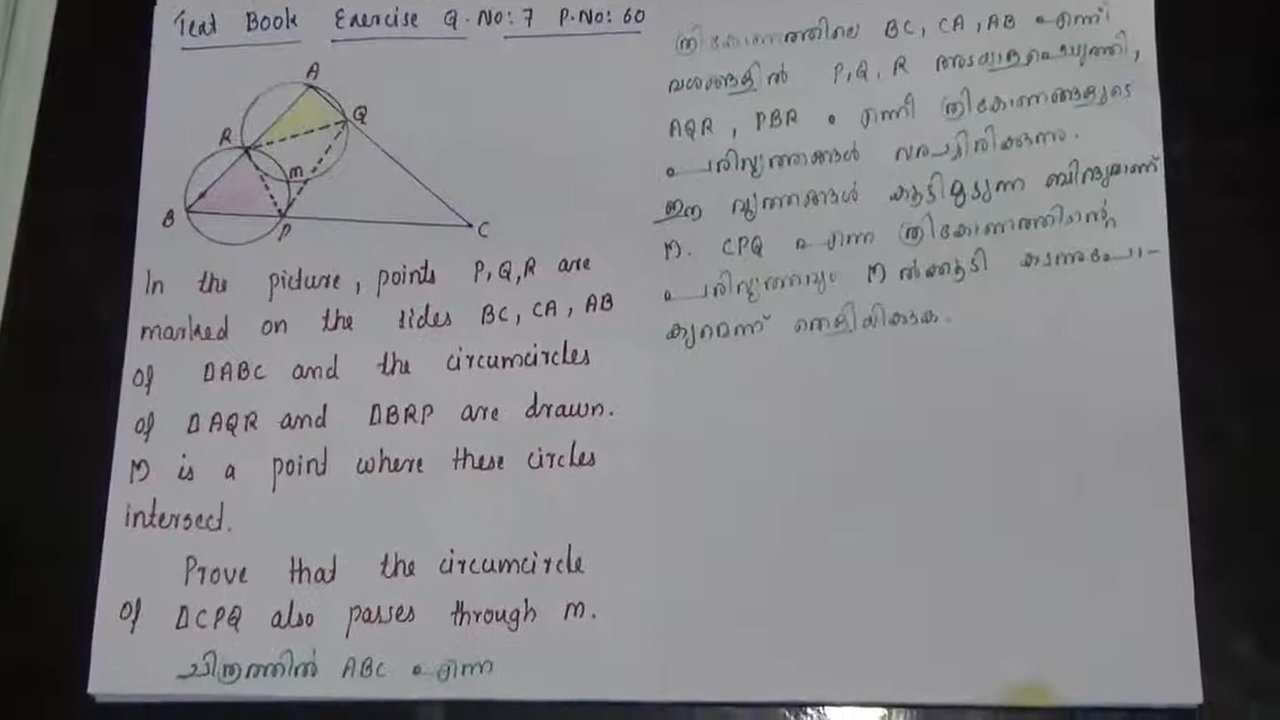 Text Book Exercise Q.No:7 P.No:60
A
Q
R
m
B
P
C
In the picture, points P,Q,R are
marked on the sides BC, CA, AB
of ΔABC and the circumcircles
of ΔAQR and ΔBRP are drawn.
M is a point where these circles
intersect.
Prove that the circumcircle
of ΔCPQ also passes through M.
ചിത്രത്തിൽ ABC എന്ന
ത്രികോണത്തിലെ BC, CA, AB എന്നീ
വശങ്ങളിൽ P,Q,R അടയാളപ്പെടുത്തി,
AQR, PBR എന്നീ ത്രികോണങ്ങളുടെ
പരിവൃത്തങ്ങൾ വരച്ചിരിക്കുന്നു.
ഈ വൃത്തങ്ങൾ കൂട്ടിമുട്ടുന്ന ബിന്ദുവാണ്
M. CPQ എന്ന ത്രികോണത്തിന്റെ
പരിവൃത്തവും M ൽക്കൂടി കടന്നുപോ-
കുമെന്ന് തെളിയിക്കുക.